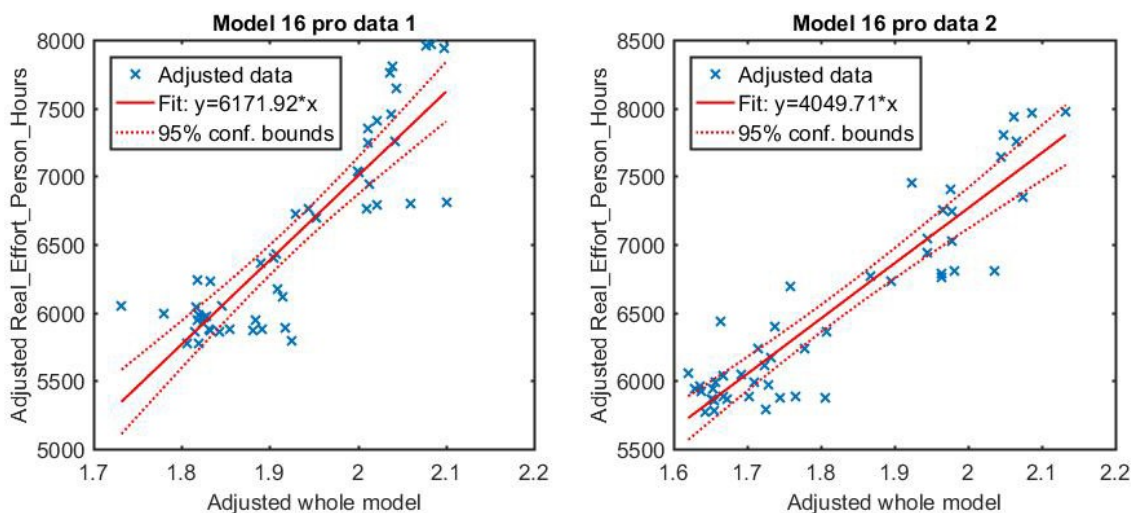 Model 16 pro data 1
8000
7500
7000
6500
6000
5500
5000
Adjusted Real_Effort_Person_Hours
Adjusted data
Fit: y=6171.92*x
95% conf. bounds
1.7 1.8 1.9 2 2.1 2.2
Adjusted whole model
Model 16 pro data 2
8500
8000
7500
7000
6500
6000
5500
Adjusted Real_Effort_Person_Hours
Adjusted data
Fit: y=4049.71*x
95% conf. bounds
1.6 1.7 1.8 1.9 2 2.1 2.2
Adjusted whole model